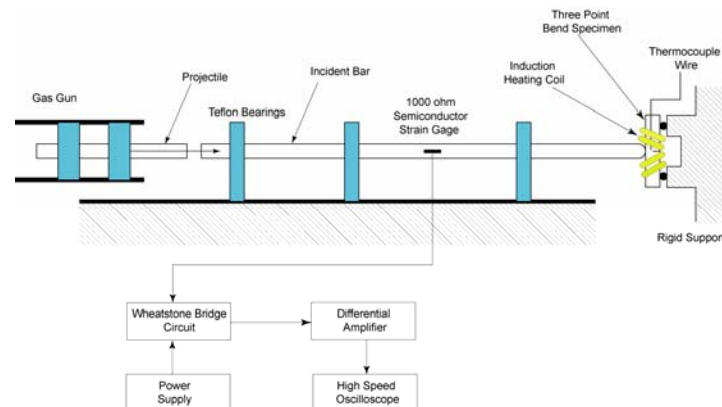 Three Point
Bend Specimen
Thermocouple
Wire
Induction
Heating Coil
Projectile
Incident Bar
Gas Gun
Teflon Bearings
1000 ohm
Semiconductor
Strain Gage
Rigid Support
Wheatstone Bridge
Circuit
Differential
Amplifier
Power
Supply
High Speed
Oscilloscope